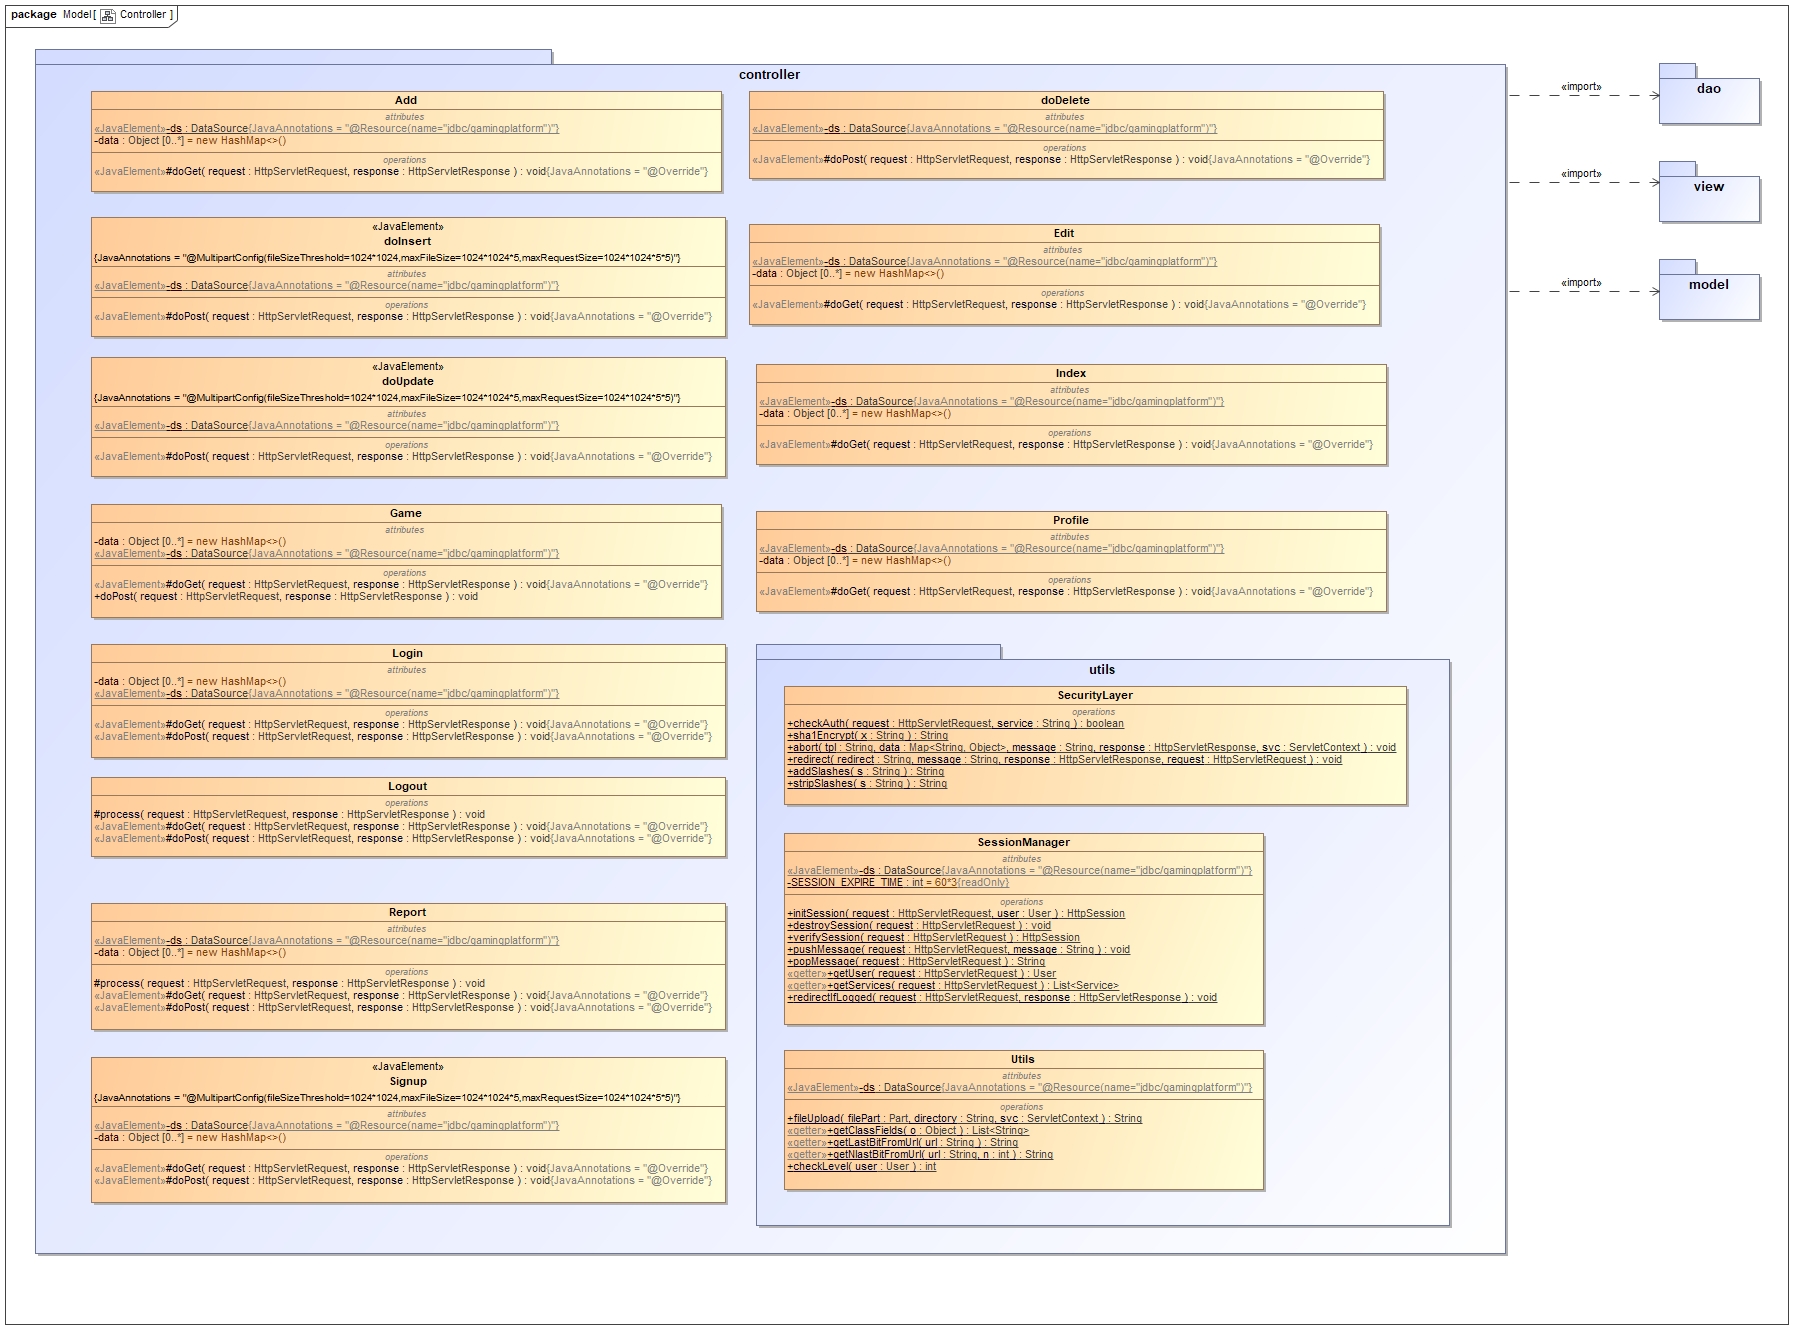 package Model[ Controller ]
controller
Add
attributes
«JavaElement»-ds : DataSource{JavaAnnotations = "@Resource(name="jdbc/gamingplatform")"}
-data : Object [0..*] = new HashMap<>()
operations
«JavaElement»#doGet( request : HttpServletRequest, response : HttpServletResponse ) : void{JavaAnnotations = "@Override"}
«JavaElement»
doInsert
{JavaAnnotations = "@MultipartConfig(fileSizeThreshold=1024*1024,maxFileSize=1024*1024*5,maxRequestSize=1024*1024*5*5)"}
attributes
«JavaElement»-ds : DataSource{JavaAnnotations = "@Resource(name="jdbc/gamingplatform")"}
operations
«JavaElement»#doPost( request : HttpServletRequest, response : HttpServletResponse ) : void{JavaAnnotations = "@Override"}
«JavaElement»
doUpdate
{JavaAnnotations = "@MultipartConfig(fileSizeThreshold=1024*1024,maxFileSize=1024*1024*5,maxRequestSize=1024*1024*5*5)"}
attributes
«JavaElement»-ds : DataSource{JavaAnnotations = "@Resource(name="jdbc/gamingplatform")"}
operations
«JavaElement»#doPost( request : HttpServletRequest, response : HttpServletResponse ) : void{JavaAnnotations = "@Override"}
Game
attributes
-data : Object [0..*] = new HashMap<>()
«JavaElement»-ds : DataSource{JavaAnnotations = "@Resource(name="jdbc/gamingplatform")"}
operations
«JavaElement»#doGet( request : HttpServletRequest, response : HttpServletResponse ) : void{JavaAnnotations = "@Override"}
+doPost( request : HttpServletRequest, response : HttpServletResponse ) : void
Login
attributes
-data : Object [0..*] = new HashMap<>()
«JavaElement»-ds : DataSource{JavaAnnotations = "@Resource(name="jdbc/gamingplatform")"}
operations
«JavaElement»#doGet( request : HttpServletRequest, response : HttpServletResponse ) : void{JavaAnnotations = "@Override"}
«JavaElement»#doPost( request : HttpServletRequest, response : HttpServletResponse ) : void{JavaAnnotations = "@Override"}
Logout
operations
#process( request : HttpServletRequest, response : HttpServletResponse ) : void
«JavaElement»#doGet( request : HttpServletRequest, response : HttpServletResponse ) : void{JavaAnnotations = "@Override"}
«JavaElement»#doPost( request : HttpServletRequest, response : HttpServletResponse ) : void{JavaAnnotations = "@Override"}
Report
attributes
«JavaElement»-ds : DataSource{JavaAnnotations = "@Resource(name="jdbc/gamingplatform")"}
-data : Object [0..*] = new HashMap<>()
operations
#process( request : HttpServletRequest, response : HttpServletResponse ) : void
«JavaElement»#doGet( request : HttpServletRequest, response : HttpServletResponse ) : void{JavaAnnotations = "@Override"}
«JavaElement»#doPost( request : HttpServletRequest, response : HttpServletResponse ) : void{JavaAnnotations = "@Override"}
«JavaElement»
Signup
{JavaAnnotations = "@MultipartConfig(fileSizeThreshold=1024*1024,maxFileSize=1024*1024*5,maxRequestSize=1024*1024*5*5)"}
attributes
«JavaElement»-ds : DataSource{JavaAnnotations = "@Resource(name="jdbc/gamingplatform")"}
-data : Object [0..*] = new HashMap<>()
operations
«JavaElement»#doGet( request : HttpServletRequest, response : HttpServletResponse ) : void{JavaAnnotations = "@Override"}
«JavaElement»#doPost( request : HttpServletRequest, response : HttpServletResponse ) : void{JavaAnnotations = "@Override"}
doDelete
attributes
«JavaElement»-ds : DataSource{JavaAnnotations = "@Resource(name="jdbc/gamingplatform")"}
operations
«JavaElement»#doPost( request : HttpServletRequest, response : HttpServletResponse ) : void{JavaAnnotations = "@Override"}
Edit
attributes
«JavaElement»-ds : DataSource{JavaAnnotations = "@Resource(name="jdbc/gamingplatform")"}
-data : Object [0..*] = new HashMap<>()
operations
«JavaElement»#doGet( request : HttpServletRequest, response : HttpServletResponse ) : void{JavaAnnotations = "@Override"}
Index
attributes
«JavaElement»-ds : DataSource{JavaAnnotations = "@Resource(name="jdbc/gamingplatform")"}
-data : Object [0..*] = new HashMap<>()
operations
«JavaElement»#doGet( request : HttpServletRequest, response : HttpServletResponse ) : void{JavaAnnotations = "@Override"}
Profile
attributes
«JavaElement»-ds : DataSource{JavaAnnotations = "@Resource(name="jdbc/gamingplatform")"}
-data : Object [0..*] = new HashMap<>()
operations
«JavaElement»#doGet( request : HttpServletRequest, response : HttpServletResponse ) : void{JavaAnnotations = "@Override"}
utils
SecurityLayer
operations
+checkAuth( request : HttpServletRequest, service : String ) : boolean
+sha1Encrypt( x : String ) : String
+abort( tpl : String, data : Map<String, Object>, message : String, response : HttpServletResponse, svc : ServletContext ) : void
+redirect( redirect : String, message : String, response : HttpServletResponse, request : HttpServletRequest ) : void
+addSlashes( s : String ) : String
+stripSlashes( s : String ) : String
SessionManager
attributes
«JavaElement»-ds : DataSource{JavaAnnotations = "@Resource(name="jdbc/gamingplatform")"}
-SESSION_EXPIRE_TIME : int = 60*3{readOnly}
operations
+initSession( request : HttpServletRequest, user : User ) : HttpSession
+destroySession( request : HttpServletRequest ) : void
+verifySession( request : HttpServletRequest ) : HttpSession
+pushMessage( request : HttpServletRequest, message : String ) : void
+popMessage( request : HttpServletRequest ) : String
«getter»+getUser( request : HttpServletRequest ) : User
«getter»+getServices( request : HttpServletRequest ) : List<Service>
+redirectIfLogged( request : HttpServletRequest, response : HttpServletResponse ) : void
Utils
attributes
«JavaElement»-ds : DataSource{JavaAnnotations = "@Resource(name="jdbc/gamingplatform")"}
operations
+fileUpload( filePart : Part, directory : String, svc : ServletContext ) : String
«getter»+getClassFields( o : Object ) : List<String>
«getter»+getLastBitFromUrl( url : String ) : String
«getter»+getNlastBitFromUrl( url : String, n : int ) : String
+checkLevel( user : User ) : int
«import»
dao
«import»
view
«import»
model